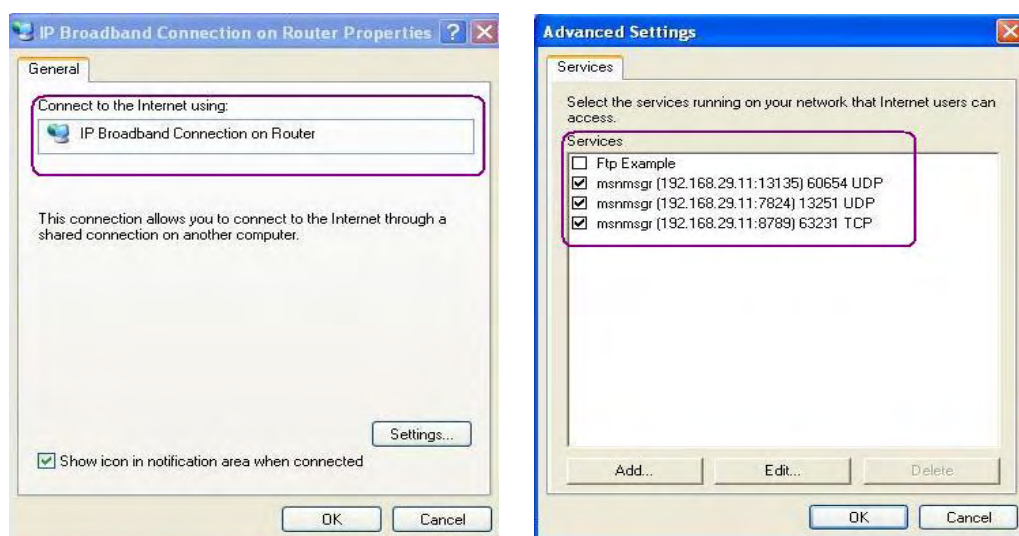 IP Broadband Connection on Router Properties
General
Connect to the Internet using:
IP Broadband Connection on Router
This connection allows you to connect to the Internet through a
shared connection on another computer.
Settings...
Show icon in notification area when connected
OK
Cancel
Advanced Settings
Services
Select the services running on your network that Internet users can
access.
Services
Ftp Example
msnmsgr (192.168.29.11:13135) 60654 UDP
msnmsgr (192.168.29.11:7824) 13251 UDP
msnmsgr (192.168.29.11:8789) 63231 TCP
Add...
Edit...
Delete
OK
Cancel